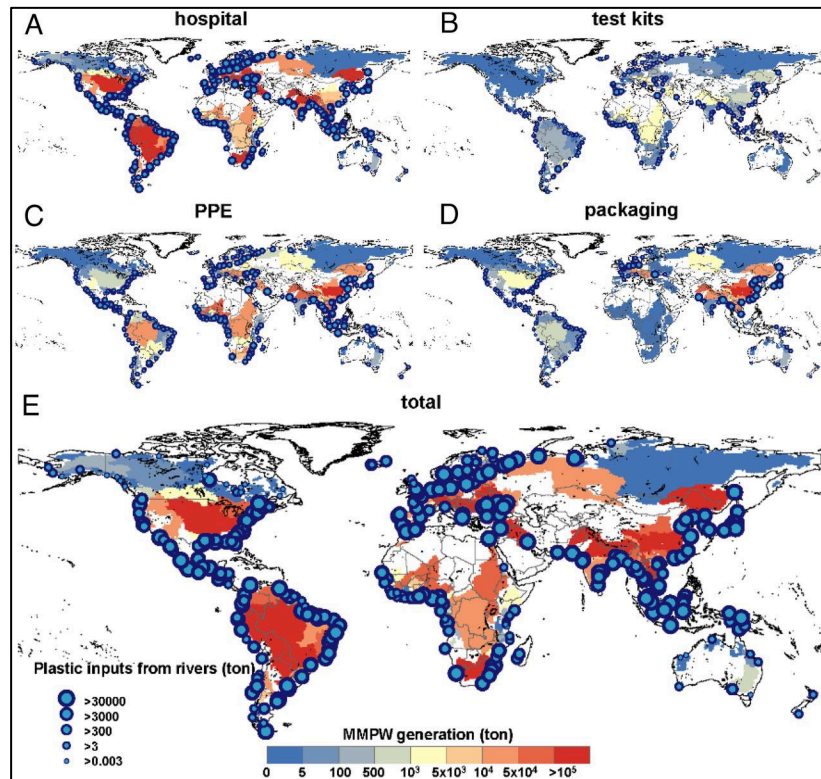 A hospital
B test kits
C PPE
D packaging
E total
Plastic inputs from rivers (ton)
>30000
>3000
>300
>3
>0.003
MMPW generation (ton)
0 5 100 500 10³ 5x10³ 10⁴ 5x10⁴ >10⁵